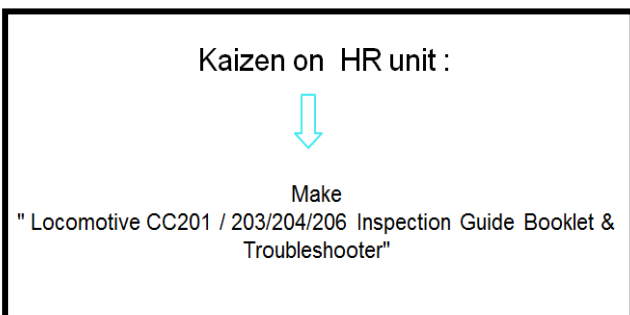 Kaizen on HR unit :
Make
" Locomotive CC201 / 203/204/206 Inspection Guide Booklet &
Troubleshooter"